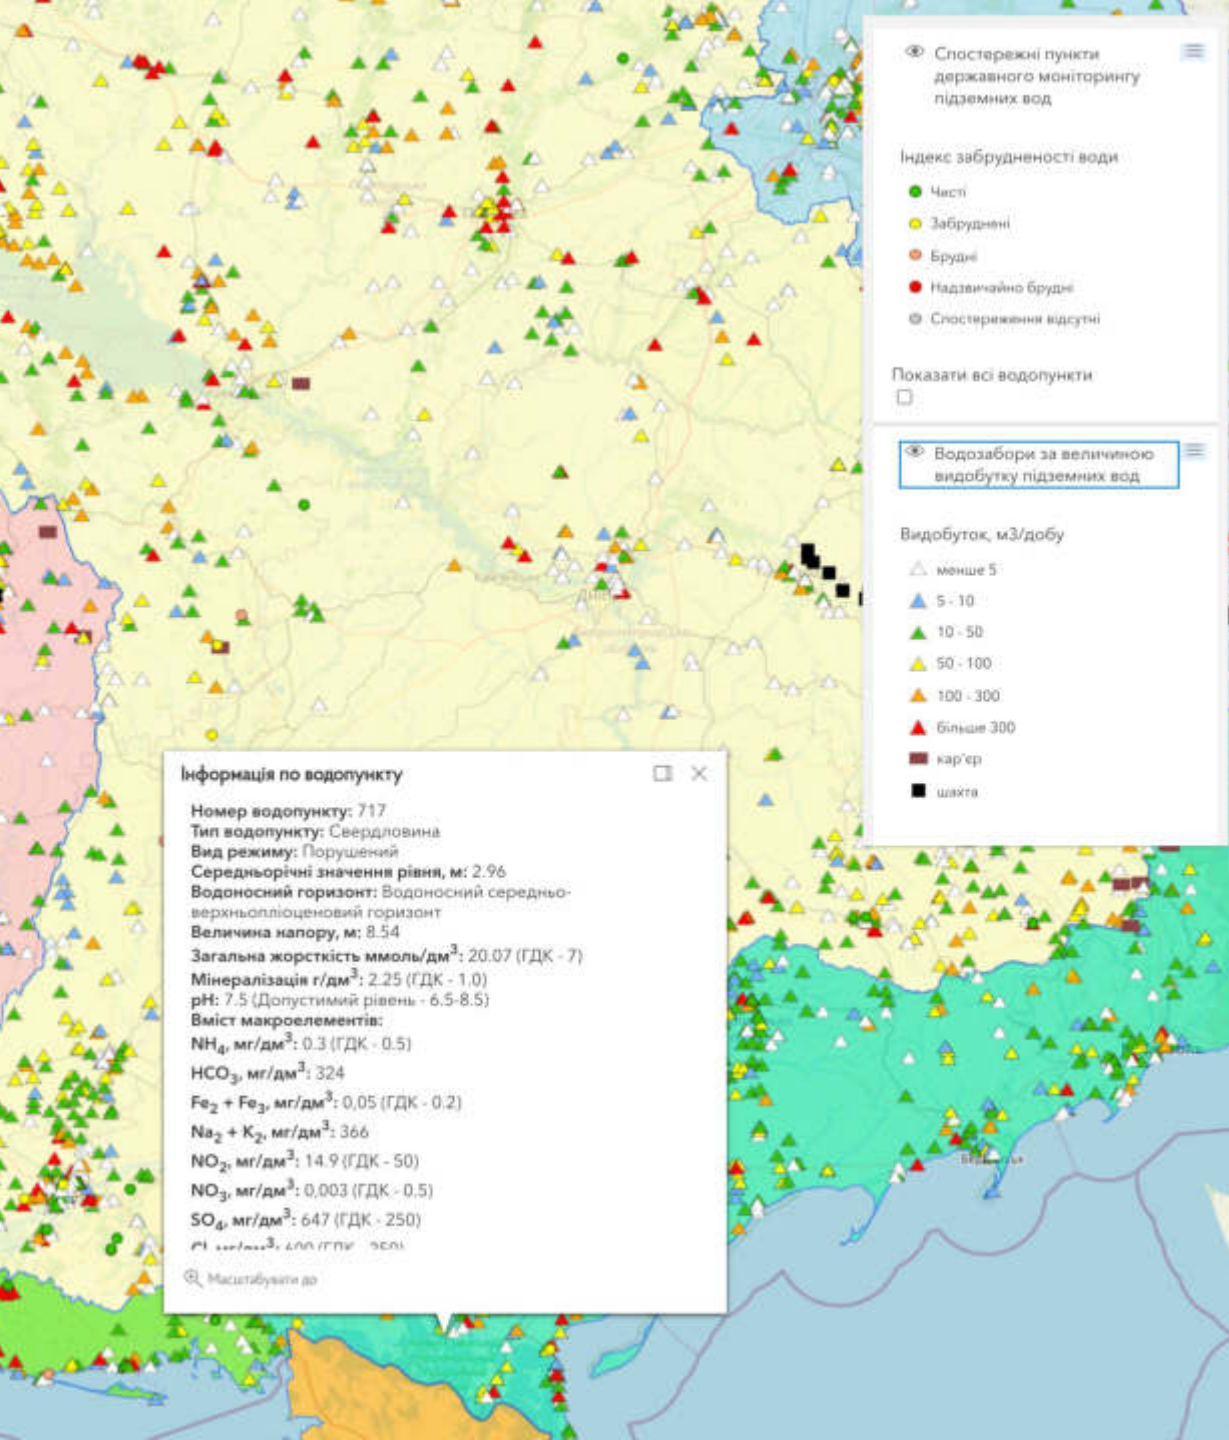 Спостережні пункти
державного моніторингу
підземних вод
Індекс забрудненості води
Чисті
Забруднені
Брудні
Надзвичайно брудні
Спостереження відсутні
Показати всі водопункти
Водозабори за величиною
видобутку підземних вод
Видобуток, м3/добу
менше 5
5 - 10
10 - 50
50 - 100
100 - 300
більше 300
кар'єр
шахта
Інформація по водопункту
Номер водопункту: 717
Тип водопункту: Свердловина
Вид режиму: Порушений
Середньорічні значення рівня, м: 2.96
Водоносний горизонт: Водоносний середньо-
верхньопліоценовий горизонт
Величина напору, м: 8.54
Загальна жорсткість ммоль/дм³: 20.07 (ГДК - 7)
Мінералізація г/дм³: 2.25 (ГДК - 1.0)
pH: 7.5 (Допустимий рівень - 6.5-8.5)
Вміст макроелементів:
NH₄, мг/дм³: 0.3 (ГДК - 0.5)
HCO₃, мг/дм³: 324
Fe₂ + Fe₃, мг/дм³: 0,05 (ГДК - 0.2)
Na₂ + K₂, мг/дм³: 366
NO₂, мг/дм³: 14.9 (ГДК - 50)
NO₃, мг/дм³: 0,003 (ГДК - 0.5)
SO₄, мг/дм³: 647 (ГДК - 250)
Масштабувати до